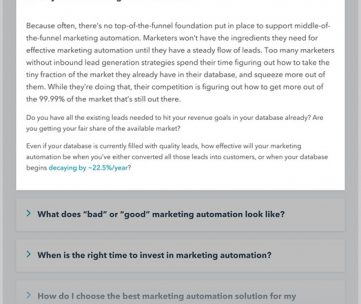 Because often, there's no top-of-the-funnel foundation put in place to support middle-of-
the-funnel marketing automation. Marketers won't have the ingredients they need for
effective marketing automation until they have a steady flow of leads. Too many marketers
without inbound lead generation strategies spend their time figuring out how to take the
tiny fraction of the market they already have in their database, and squeeze more out of
them. While they're doing that, their competition is figuring out how to get more out of
the 99.99% of the market that's still out there.
Do you have all the existing leads needed to hit your revenue goals in your database already? Are
you getting your fair share of the available market?
Even if your database is currently filled with quality leads, how effective will your marketing
automation be when you've either converted all those leads into customers, or when your database
begins decaying by ~22.5%/year?
What does "bad" or "good" marketing automation look like?
When is the right time to invest in marketing automation?
How do I choose the best marketing automation solution for my